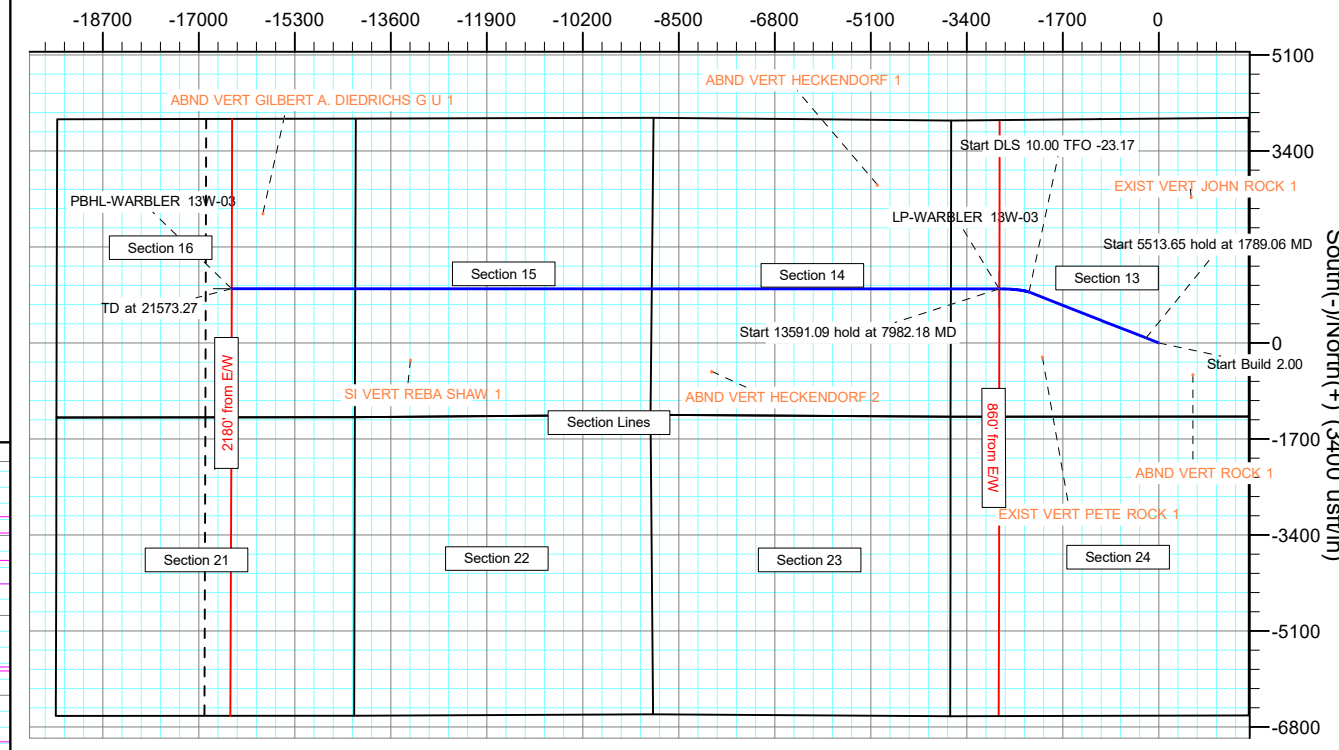 -18700 -17000 -15300 -13600 -11900 -10200 -8500 -6800 -5100 -3400 -1700 0
5100
ABND VERT HECKENDORF 1
ABND VERT GILBERT A. DIEDRICHS G U 1
Start DLS 10.00 TFO -23.17
3400
EXIST VERT JOHN ROCK 1
PBHL-WARBLER 13W-03
LP-WARBLER 13W-03
Start 5513.65 hold at 1789.06 MD
Section 16
1700
Section 15
Section 14
Section 13
TD at 21573.27
Start 13591.09 hold at 7982.18 MD
0
Start Build 2.00
SI VERT REBA SHAW 1
ABND VERT HECKENDORF 2
2180' from E/W
860' from E/W
Section Lines
-1700
ABND VERT ROCK 1
EXIST VERT PETE ROCK 1
-3400
Section 21
Section 22
Section 23
Section 24
-5100
-6800
South(-)/North(+) (3400 usft/in)